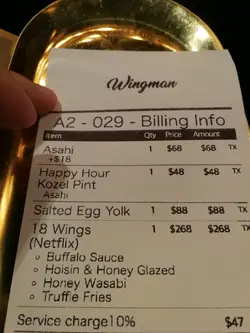 Wingman
A2 - 029 - Billing Info
Item Qty Price Amount
Asahi 1 $68 $68 TX
+$18
Happy Hour 1 $48 $48 TX
Kozel Pint
Asahi
Salted Egg Yolk 1 $88 $88 TX
18 Wings 1 $268 $268 TX
(Netflix)
Buffalo Sauce
Hoisin & Honey Glazed
Honey Wasabi
Truffle Fries
Service charge10% $47